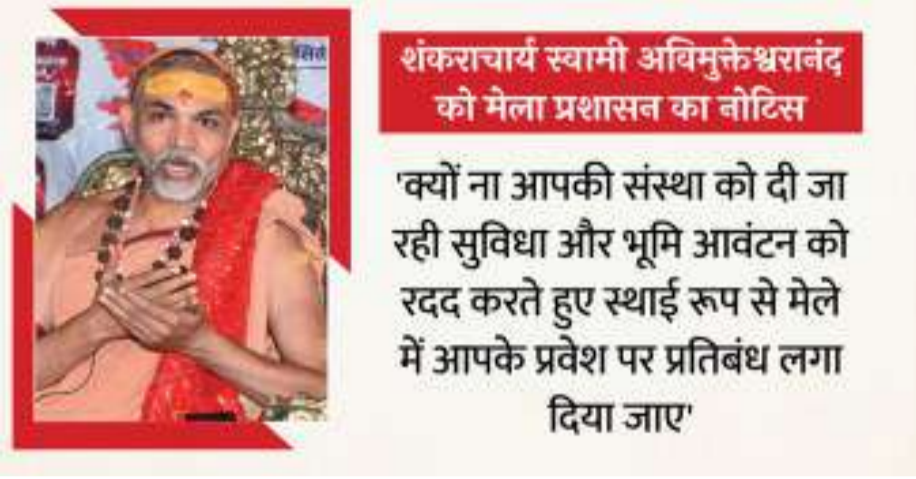 शंकराचार्य स्वामी अविमुक्तेश्वरानंद
को मेला प्रशासन का नोटिस
'क्यों ना आपकी संस्था को दी जा
रही सुविधा और भूमि आवंटन को
रदद करते हुए स्थाई रूप से मेले
में आपके प्रवेश पर प्रतिबंध लगा
दिया जाए'